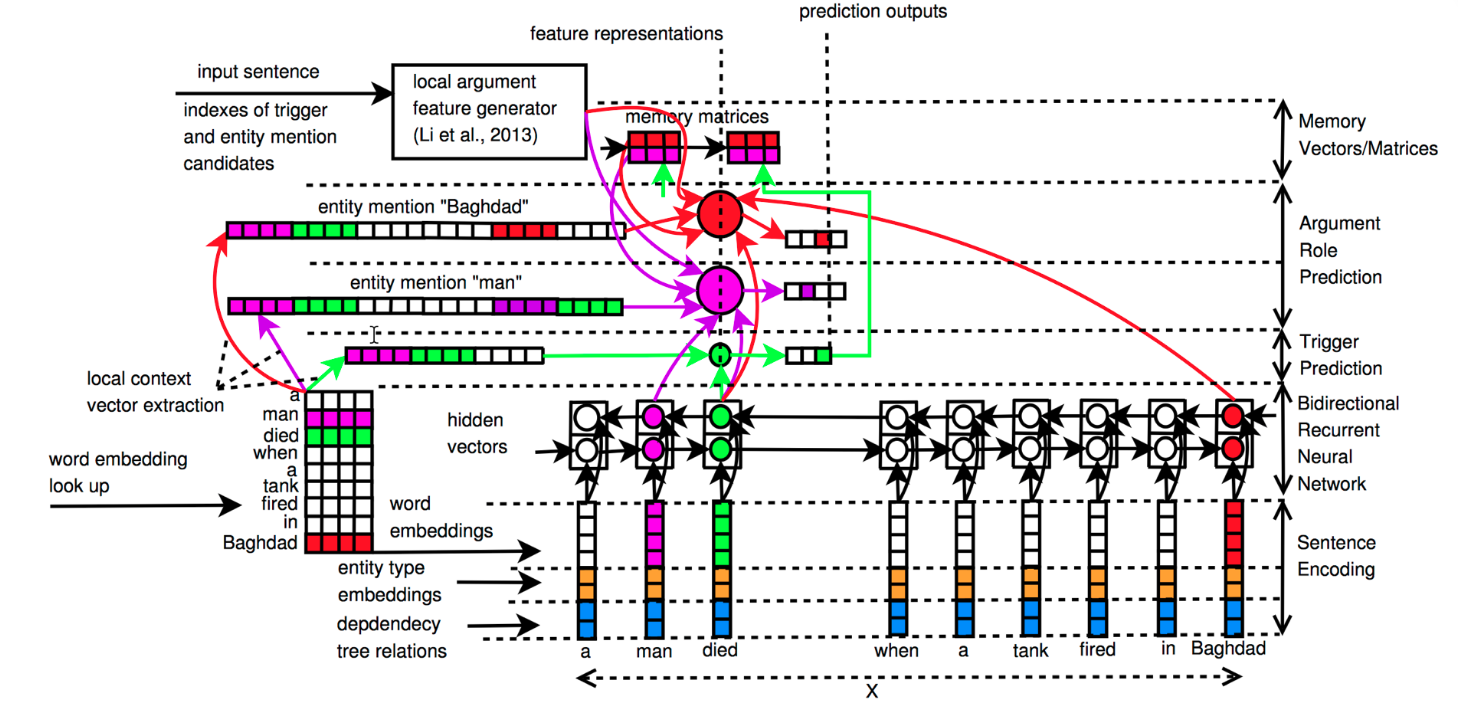 prediction outputs
feature representations
input sentence
indexes of trigger
and entity mention
candidates
local argument
feature generator
(Li et al., 2013)
memory matrices
Memory
Vectors/Matrices
entity mention "Baghdad"
Argument
Role
Prediction
entity mention "man"
Trigger
Prediction
local context
vector extraction
a
man
died
when
a
tank
fired
in
Baghdad
word embedding
look up
hidden
vectors
Bidirectional
Recurrent
Neural
Network
word
embeddings
entity type
embeddings
depdendecy
tree relations
Sentence
Encoding
a man died when a tank fired in Baghdad
X